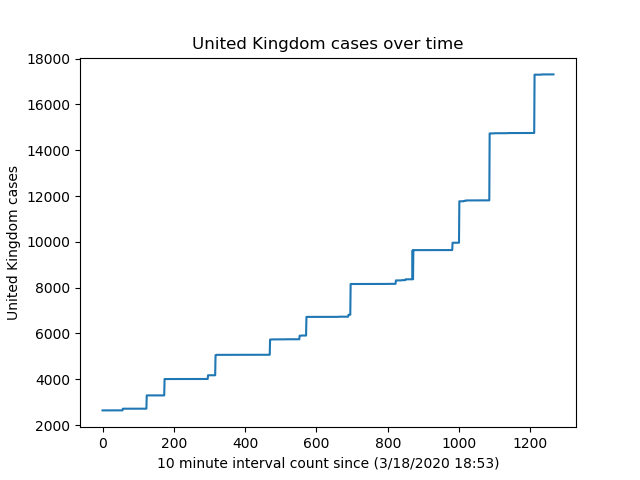 United Kingdom cases over time
18000
16000
14000
12000
10000
8000
6000
4000
2000
United Kingdom cases
0 200 400 600 800 1000 1200
10 minute interval count since (3/18/2020 18:53)